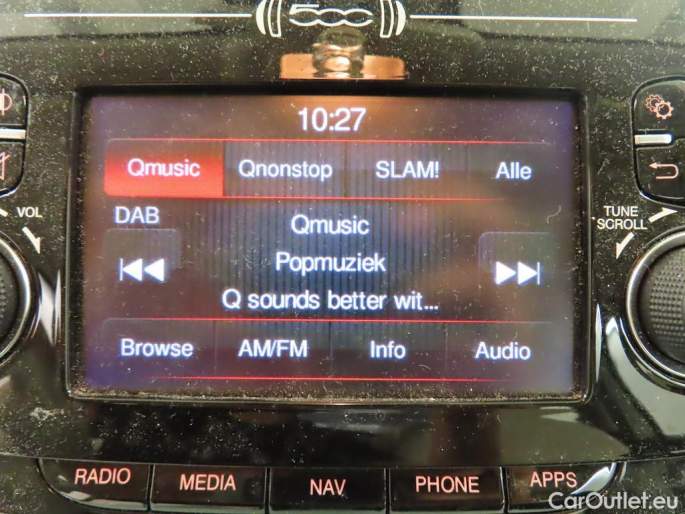 500
10:27
Qmusic Qnonstop SLAM! Alle
DAB
Qmusic
VOL
TUNE
SCROLL
Popmuziek
Q sounds better wit...
Browse AM/FM Info Audio
RADIO MEDIA NAV PHONE APPS
CarOutlet.eu